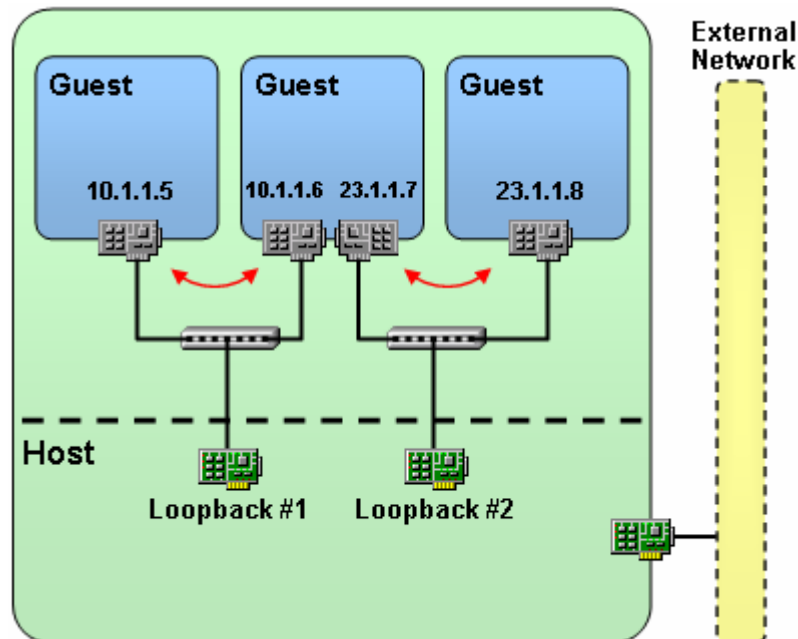 External
Network
Guest
Guest
Guest
10.1.1.5
10.1.1.6
23.1.1.7
23.1.1.8
Host
Loopback #1
Loopback #2